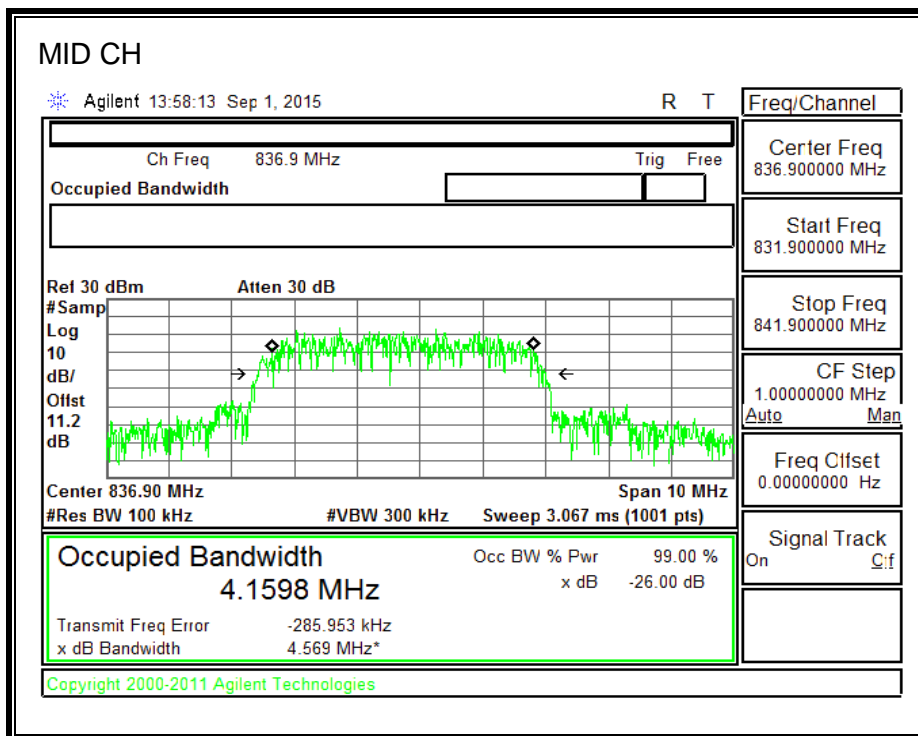 MID CH
Agilent 13:58:13 Sep 1, 2015 R T
Ch Freq 836.9 MHz Trig Free
Occupied Bandwidth
Ref 30 dBm Atten 30 dB
#Samp
Log
10
dB/
Offst
11.2
dB
Center 836.90 MHz Span 10 MHz
#Res BW 100 kHz #VBW 300 kHz Sweep 3.067 ms (1001 pts)
Occupied Bandwidth Occ BW % Pwr 99.00 %
4.1598 MHz x dB -26.00 dB
Transmit Freq Error -285.953 kHz
x dB Bandwidth 4.569 MHz*
Copyright 2000-2011 Agilent Technologies
Freq/Channel
Center Freq
836.900000 MHz
Start Freq
831.900000 MHz
Stop Freq
841.900000 MHz
CF Step
1.00000000 MHz
Auto Man
Freq Offset
0.00000000 Hz
Signal Track
On Off